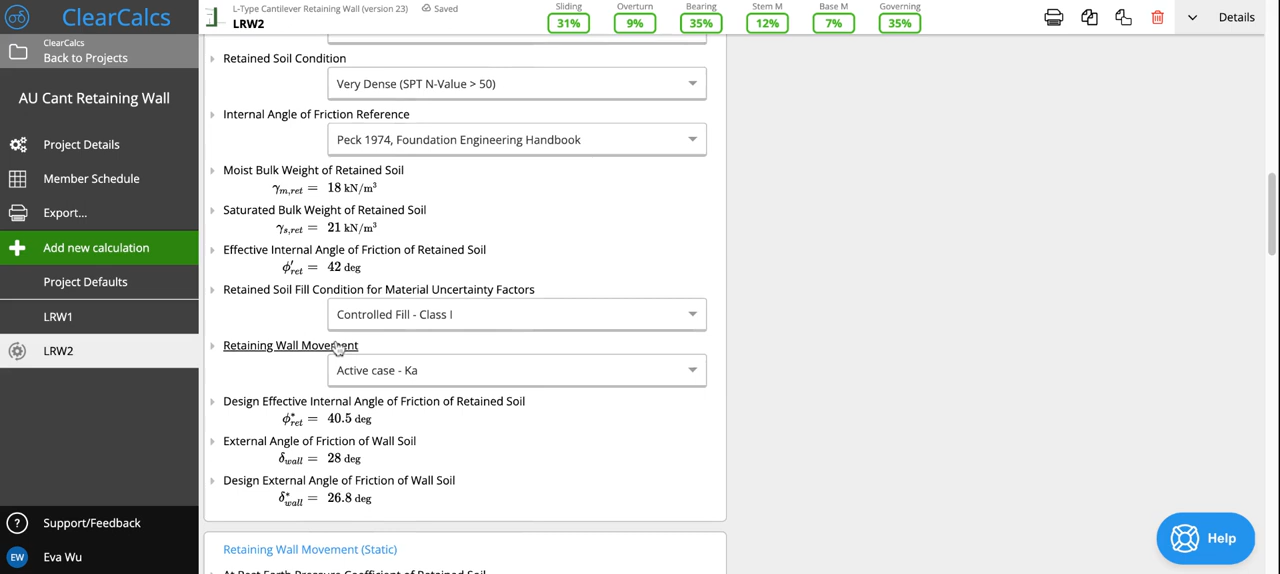 ClearCalcs
L-Type Cantilever Retaining Wall (version 23) Saved
LRW2
Sliding
31%
Overturn
9%
Bearing
35%
Stem M
12%
Base M
7%
Governing
35%
Details
ClearCalcs
Back to Projects
AU Cant Retaining Wall
Project Details
Member Schedule
Export...
Add new calculation
Project Defaults
LRW1
LRW2
Support/Feedback
EW Eva Wu
Retained Soil Condition
Very Dense (SPT N-Value > 50)
Internal Angle of Friction Reference
Peck 1974, Foundation Engineering Handbook
Moist Bulk Weight of Retained Soil
γm,ret = 18 kN/m³
Saturated Bulk Weight of Retained Soil
γs,ret = 21 kN/m³
Effective Internal Angle of Friction of Retained Soil
ϕ′ret = 42 deg
Retained Soil Fill Condition for Material Uncertainty Factors
Controlled Fill - Class I
Retaining Wall Movement
Active case - Ka
Design Effective Internal Angle of Friction of Retained Soil
ϕ*ret = 40.5 deg
External Angle of Friction of Wall Soil
δwall = 28 deg
Design External Angle of Friction of Wall Soil
δ*wall = 26.8 deg
Retaining Wall Movement (Static)
At Rest Earth Pressure Coefficient of Retained Soil
Help